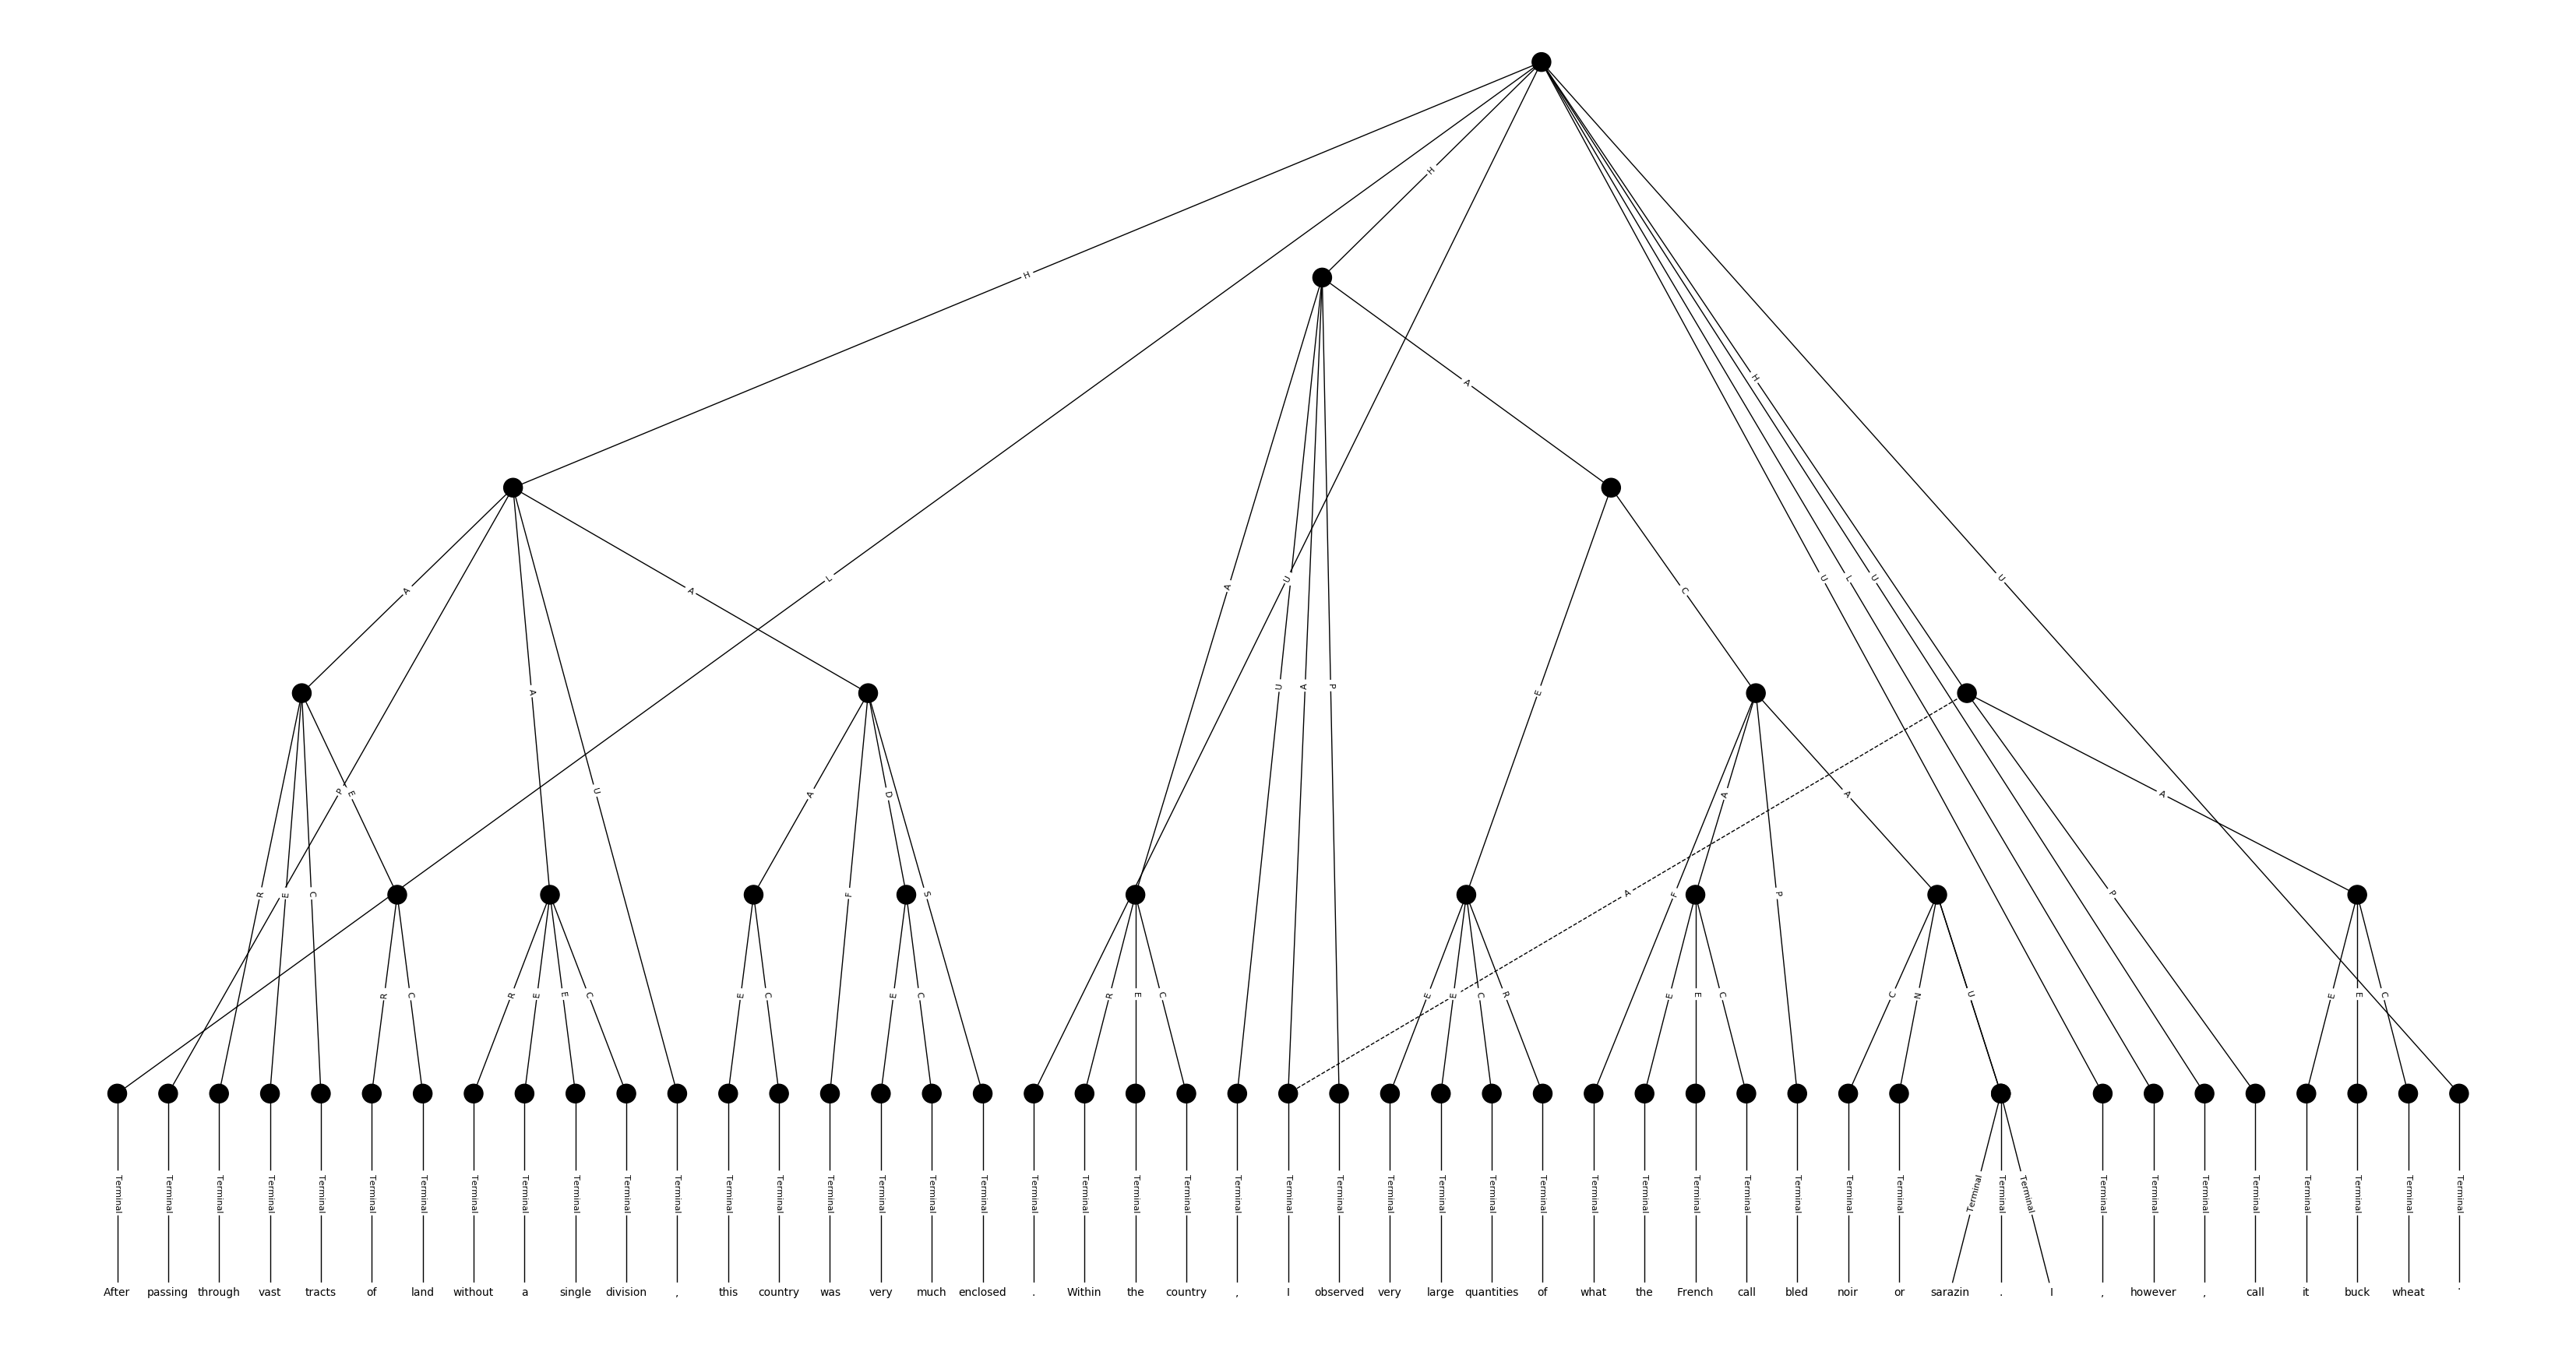 H
H
H
A
L
U
A
C
A
A
U
U
L
U
U
A
E
A
U
A
P
U
P
E
A
D
A
A
A
R
E
C
F
S
A
F
P
P
R
C
R
E
E
C
E
C
E
C
R
E
C
E
E
C
R
E
E
C
C
N
U
E
E
C
Terminal Terminal Terminal Terminal Terminal Terminal Terminal Terminal Terminal Terminal Terminal Terminal Terminal Terminal Terminal Terminal Terminal Terminal Terminal Terminal Terminal Terminal Terminal Terminal Terminal Terminal Terminal Terminal Terminal Terminal Terminal Terminal Terminal Terminal Terminal Terminal Terminal Terminal Terminal Terminal Terminal Terminal Terminal Terminal Terminal Terminal Terminal
After passing through vast tracts of land without a single division , this country was very much enclosed . Within the country , I observed very large quantities of what the French call bled noir or sarazin . I , however , call it buck wheat '